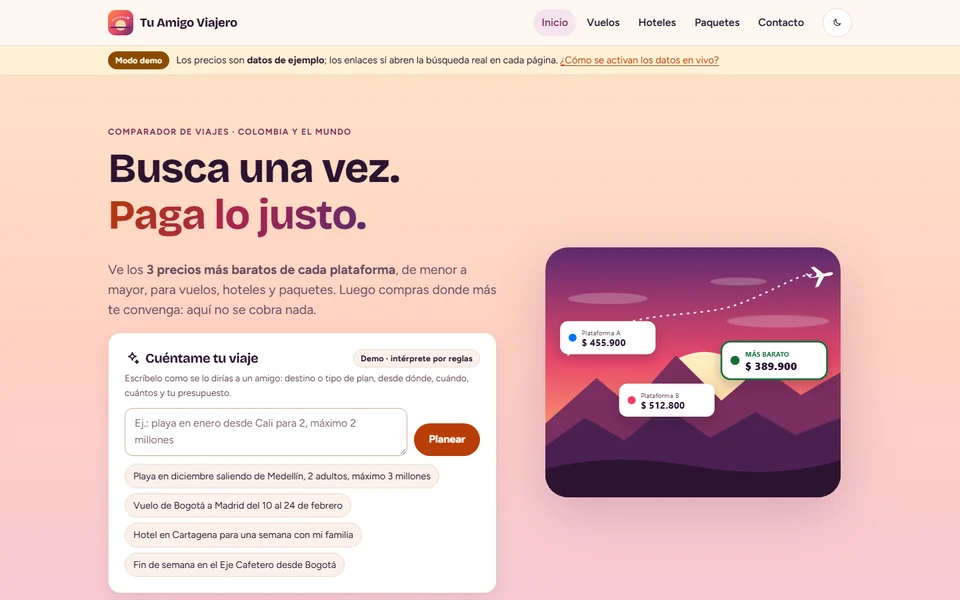 Tu Amigo Viajero
Inicio
Vuelos
Hoteles
Paquetes
Contacto
Modo demo
Los precios son datos de ejemplo; los enlaces sí abren la búsqueda real en cada página. ¿Cómo se activan los datos en vivo?
COMPARADOR DE VIAJES · COLOMBIA Y EL MUNDO
Busca una vez.
Paga lo justo.
Ve los 3 precios más baratos de cada plataforma, de menor a
mayor, para vuelos, hoteles y paquetes. Luego compras donde más
te convenga: aquí no se cobra nada.
Cuéntame tu viaje
Demo · intérprete por reglas
Escríbelo como se lo dirías a un amigo: destino o tipo de plan, desde dónde, cuándo,
cuántos y tu presupuesto.
Ej.: playa en enero desde Cali para 2, máximo 2
millones
Planear
Playa en diciembre saliendo de Medellín, 2 adultos, máximo 3 millones
Vuelo de Bogotá a Madrid del 10 al 24 de febrero
Hotel en Cartagena para una semana con mi familia
Fin de semana en el Eje Cafetero desde Bogotá
Plataforma A
$ 455.900
MÁS BARATO
$ 389.900
Plataforma B
$ 512.800